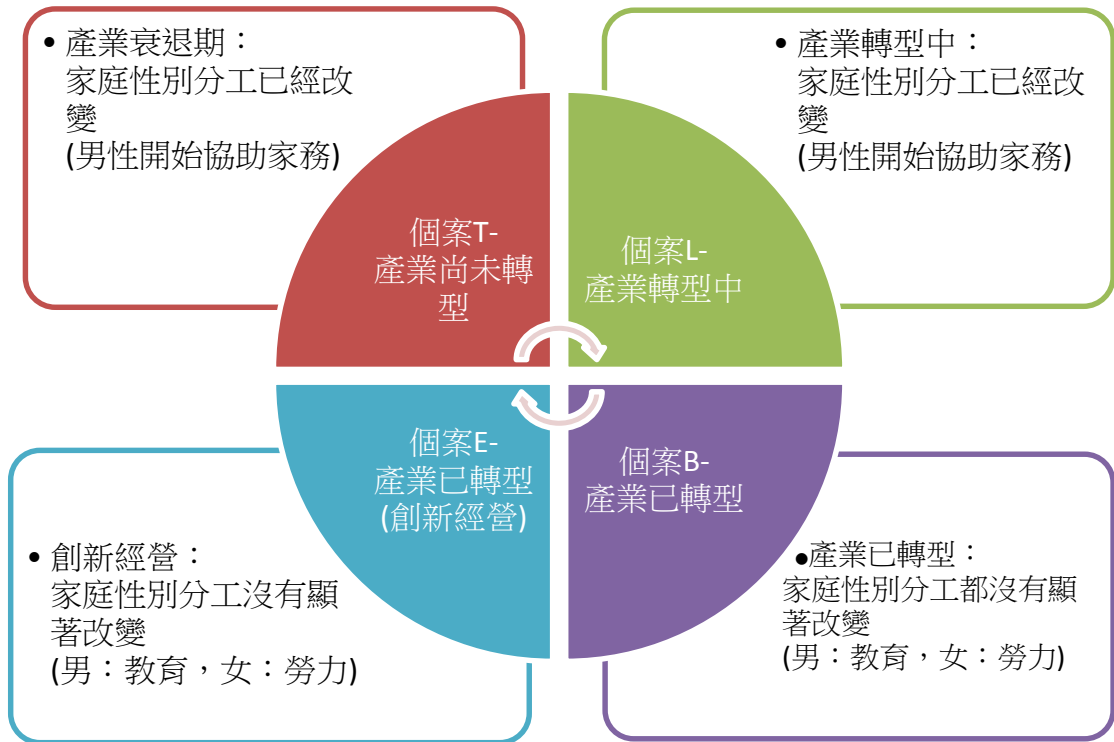 • 產業衰退期：
家庭性別分工已經改
變
(男性開始協助家務)
• 產業轉型中：
家庭性別分工已經改
變
(男性開始協助家務)
個案T-
產業尚未轉
型
個案L-
產業轉型中
個案E-
產業已轉型
(創新經營)
個案B-
產業已轉型
• 創新經營：
家庭性別分工沒有顯
著改變
(男：教育，女：勞力)
•產業已轉型：
家庭性別分工都沒有顯
著改變
(男：教育，女：勞力)